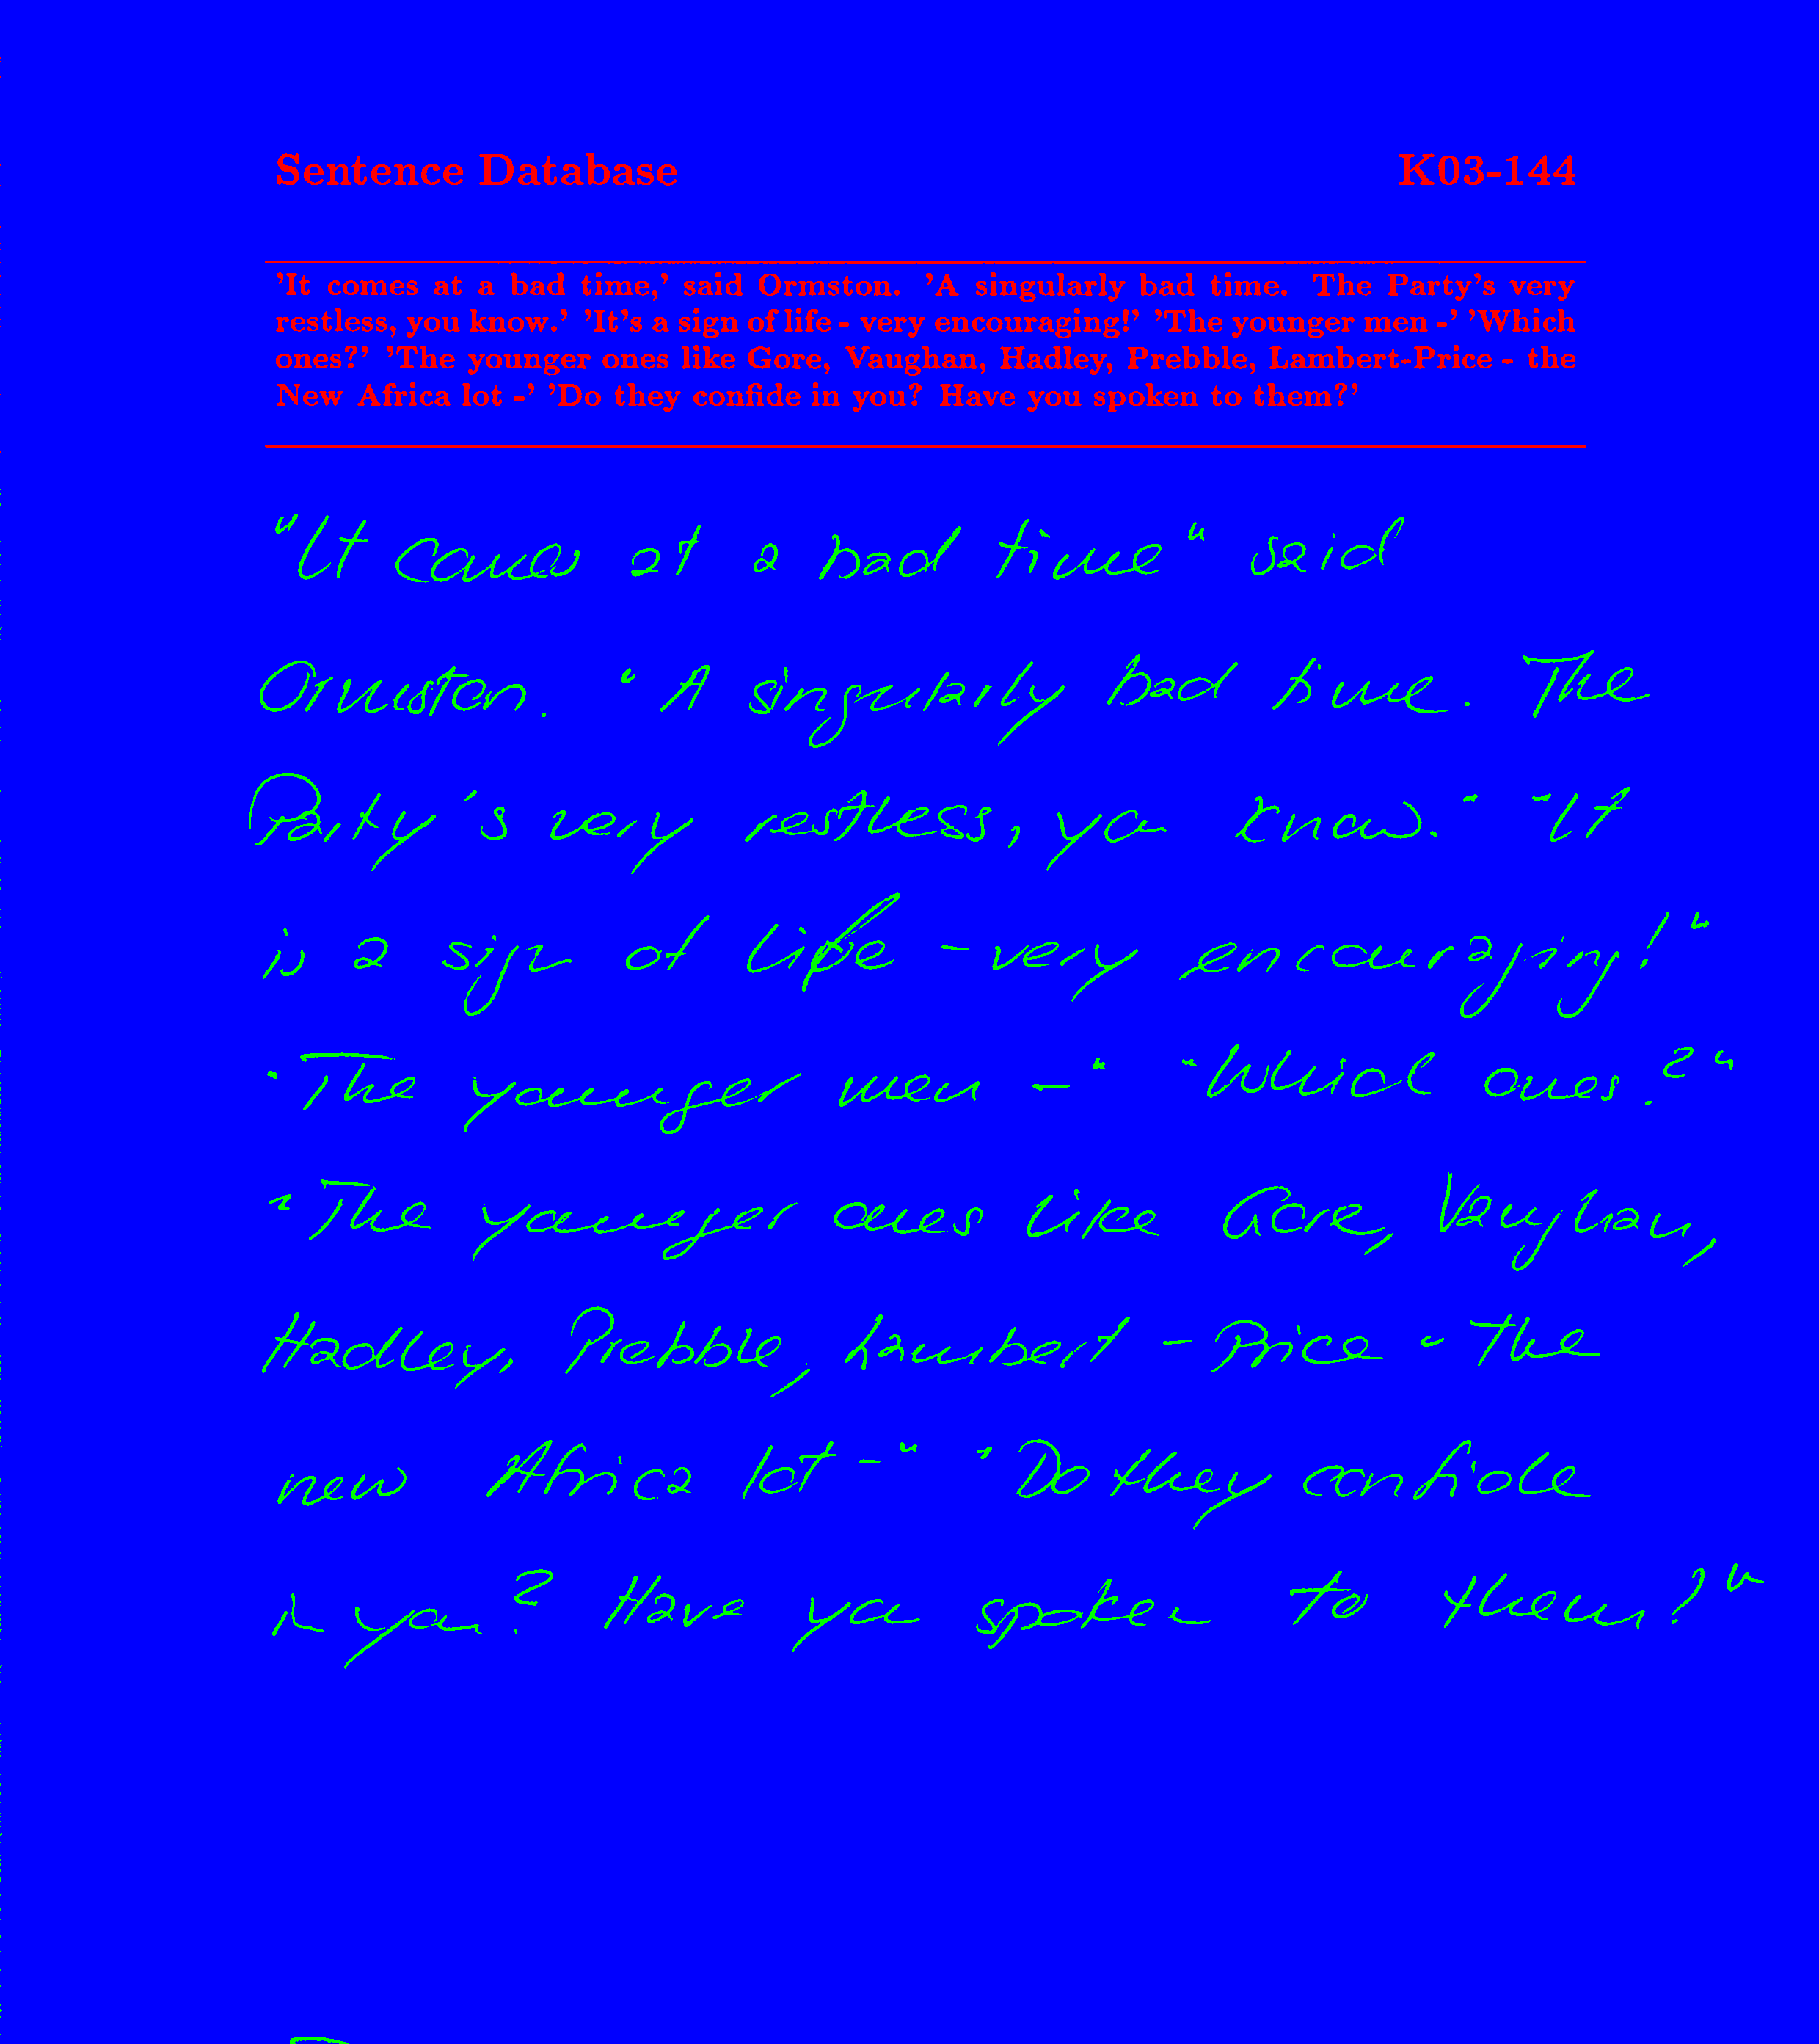 Sentence Database K03-144
'It comes at a bad time,' said Ormston. 'A singularly bad time. The Party's very
restless, you know.' 'It's a sign of life - very encouraging!' 'The younger men -' 'Which
ones?' 'The younger ones like Gore, Vaughan, Hadley, Prebble, Lambert-Price - the
New Africa lot -' 'Do they confide in you? Have you spoken to them?'
"It comes at a bad time" said
Ormston. "A singularly bad time. The
Party's very restless, you know." "It
is a sign of life - very encouraging!"
"The younger men -" "Which ones?"
"The younger ones like Gore, Vaughan,
Hadley, Prebble, Lambert - Price - The
new Africa lot -" "Do they confide
in you? Have you spoken to them?"